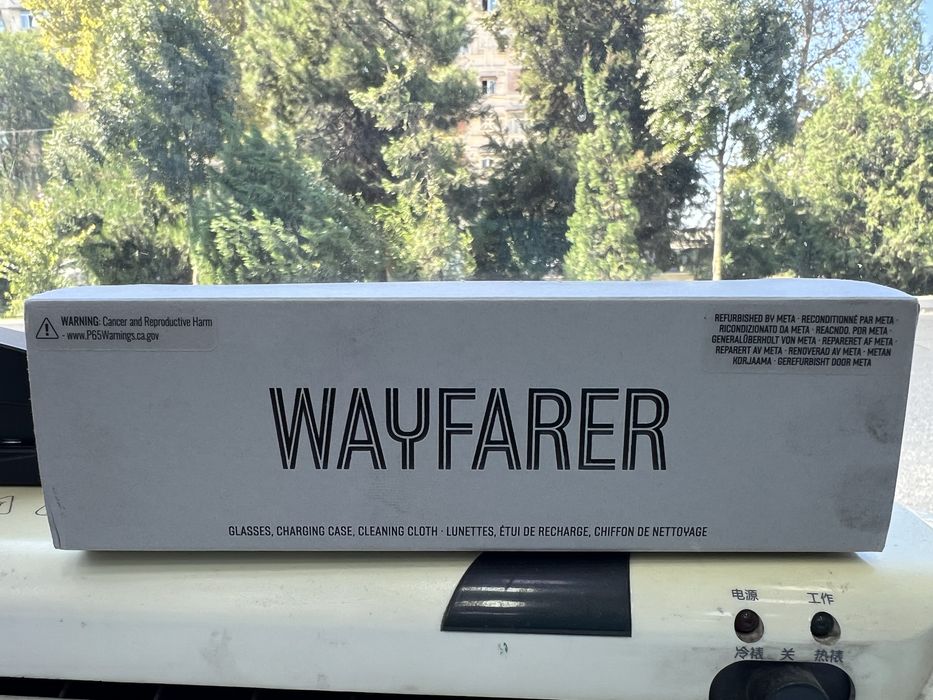 WARNING: Cancer and Reproductive Harm
- www.P65Warnings.ca.gov
REFURBISHED BY META · RECONDITIONNÉ PAR META ·
RICONDIZIONATO DA META · REACNDO. POR META ·
GENERALÜBERHOLT VON META · REPARERET AF META ·
REPARERT AV META · RENOVERAD AV META · METAN
KORJAAMA · GEREFURBISHT DOOR META
WAYFARER
GLASSES, CHARGING CASE, CLEANING CLOTH · LUNETTES, ÉTUI DE RECHARGE, CHIFFON DE NETTOYAGE
电源 工作
冷裱 关 热裱